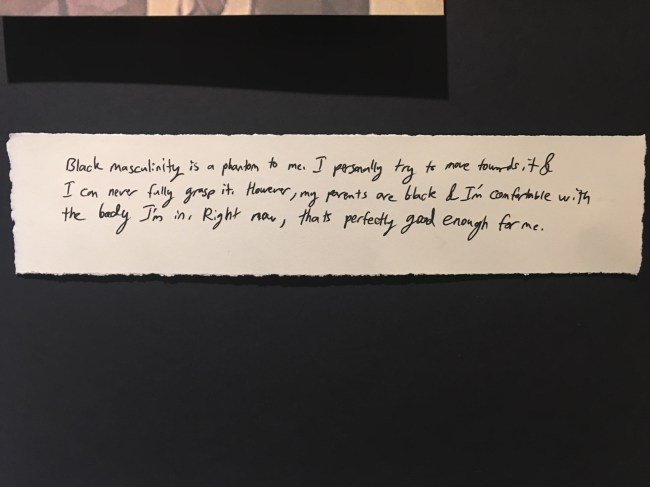 Black masculinity is a phantom to me. I personally try to move towards it &
I can never fully grasp it. However, my parents are black & I'm comfortable with
the body I'm in. Right now, thats perfectly good enough for me.